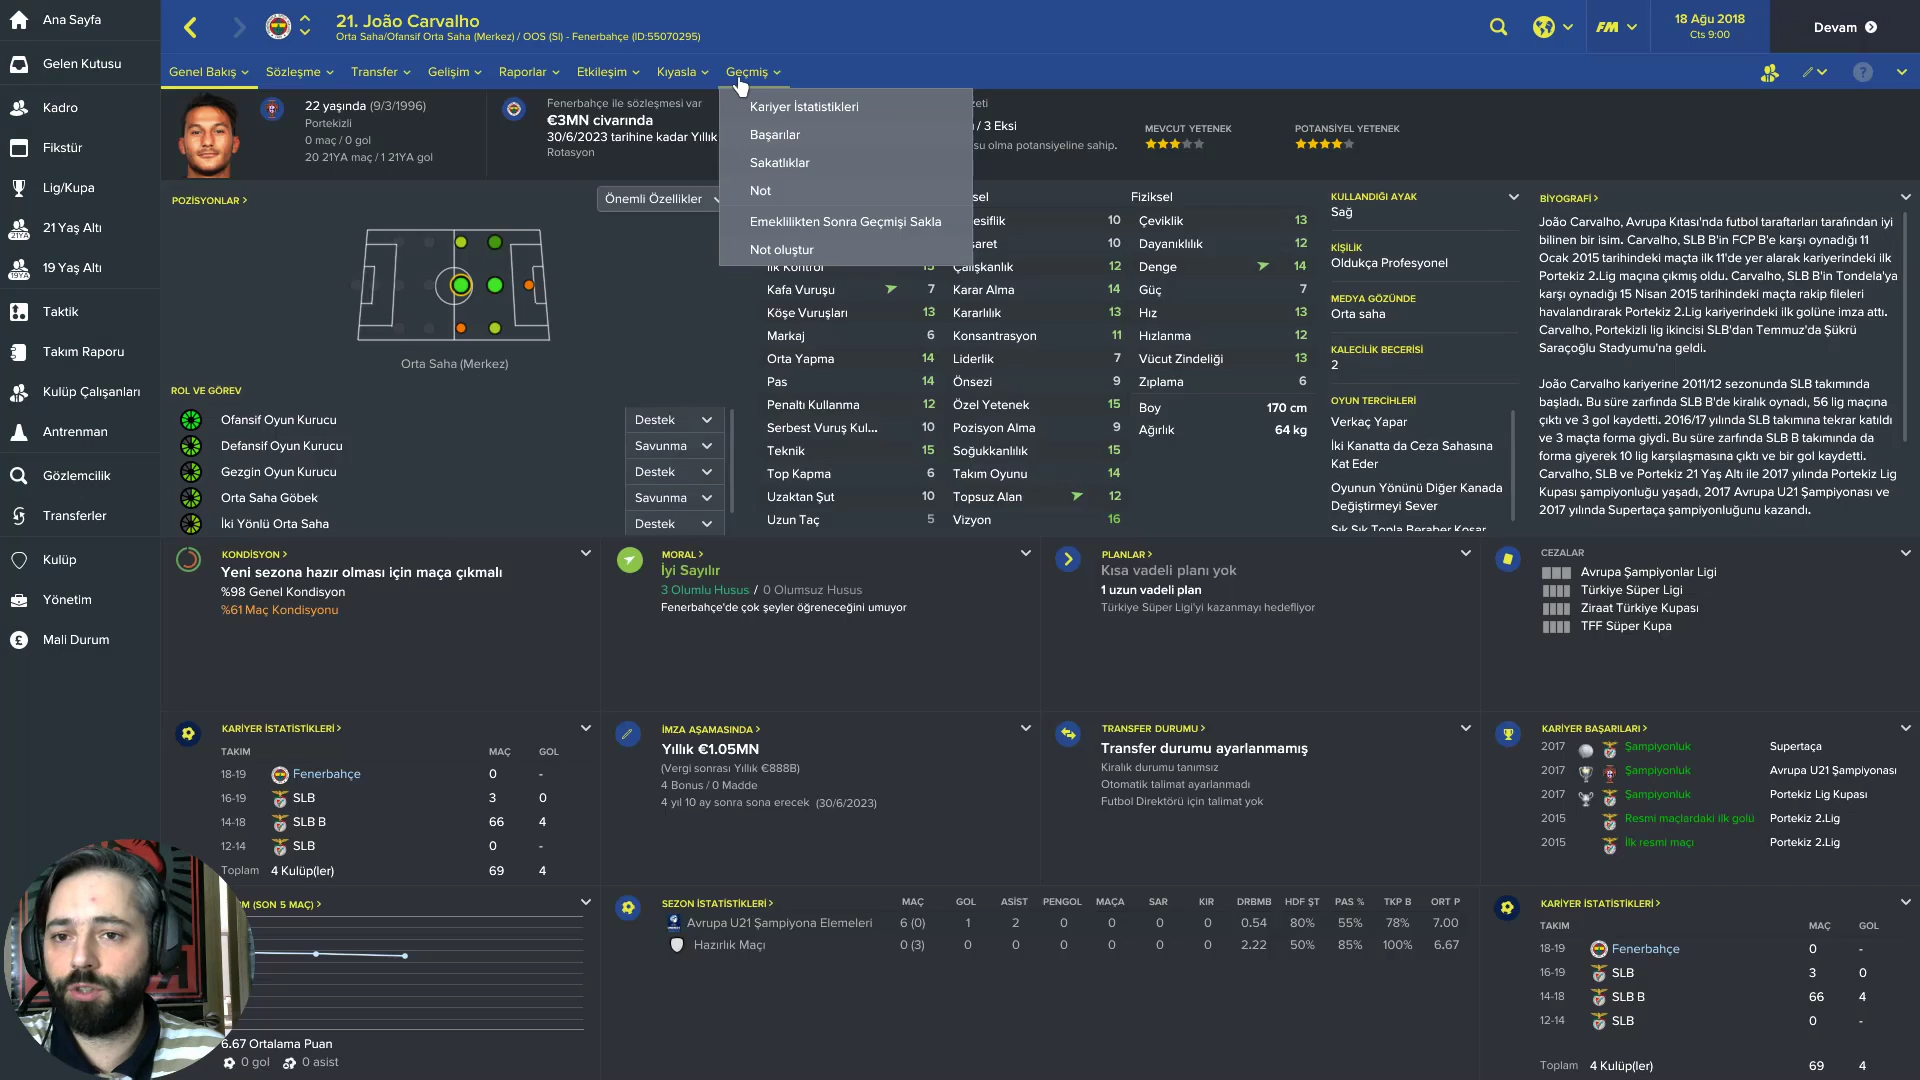 Ana Sayfa
Gelen Kutusu
Kadro
Fikstür
Lig/Kupa
21 Yaş Altı
19 Yaş Altı
Taktik
Takım Raporu
Kulüp Çalışanları
Antrenman
Gözlemcilik
Transferler
Kulüp
Yönetim
Mali Durum
21. João Carvalho
Orta Saha/Ofansif Orta Saha (Merkez) / OOS (Sl) - Fenerbahçe (ID:55070295)
FM
18 Ağu 2018
Cts 9:00
Devam
Genel Bakış
Sözleşme
Transfer
Gelişim
Raporlar
Etkileşim
Kıyasla
Geçmiş
Kariyer İstatistikleri
Başarılar
Sakatlıklar
Not
Emeklilikten Sonra Geçmişi Sakla
Not oluştur
22 yaşında (9/3/1996)
Portekizli
0 maç / 0 gol
20 21YA maç / 1 21YA gol
Fenerbahçe ile sözleşmesi var
€3MN civarında
30/6/2023 tarihine kadar Yıllık
Rotasyon
/ 3 Eksi
su olma potansiyeline sahip.
MEVCUT YETENEK
POTANSİYEL YETENEK
POZİSYONLAR >
Orta Saha (Merkez)
ROL VE GÖREV
Ofansif Oyun Kurucu Destek
Defansif Oyun Kurucu Savunma
Gezgin Oyun Kurucu Destek
Orta Saha Göbek Savunma
İki Yönlü Orta Saha Destek
Önemli Özellikler
İlk Kontrol 15
Kafa Vuruşu 7
Köşe Vuruşları 13
Markaj 6
Orta Yapma 14
Pas 14
Penaltı Kullanma 12
Serbest Vuruş Kul... 10
Teknik 15
Top Kapma 6
Uzaktan Şut 10
Uzun Taç 5
sel
esiflik 10
saret 10
Çalışkanlık 12
Karar Alma 14
Kararlılık 13
Konsantrasyon 11
Liderlik 7
Önsezi 9
Özel Yetenek 15
Pozisyon Alma 9
Soğukkanlılık 15
Takım Oyunu 14
Topsuz Alan 12
Vizyon 16
Fiziksel
Çeviklik 13
Dayanıklılık 12
Denge 14
Güç 7
Hız 13
Hızlanma 12
Vücut Zindeliği 13
Zıplama 6
Boy 170 cm
Ağırlık 64 kg
KULLANDIĞI AYAK
Sağ
KİŞİLİK
Oldukça Profesyonel
MEDYA GÖZÜNDE
Orta saha
KALECİLİK BECERİSİ
2
OYUN TERCİHLERİ
Verkaç Yapar
İki Kanatta da Ceza Sahasına
Kat Eder
Oyunun Yönünü Diğer Kanada
Değiştirmeyi Sever
Sık Sık Topla Beraber Koşar
BİYOGRAFİ >
João Carvalho, Avrupa Kıtası'nda futbol taraftarları tarafından iyi
bilinen bir isim. Carvalho, SLB B'in FCP B'e karşı oynadığı 11
Ocak 2015 tarihindeki maçta ilk 11'de yer alarak kariyerindeki ilk
Portekiz 2.Lig maçına çıkmış oldu. Carvalho, SLB B'in Tondela'ya
karşı oynadığı 15 Nisan 2015 tarihindeki maçta rakip fileleri
havalandırarak Portekiz 2.Lig kariyerindeki ilk golüne imza attı.
Carvalho, Portekizli lig ikincisi SLB'dan Temmuz'da Şükrü
Saraçoğlu Stadyumu'na geldi.
João Carvalho kariyerine 2011/12 sezonunda SLB takımında
başladı. Bu süre zarfında SLB B'de kiralık oynadı, 56 lig maçına
çıktı ve 3 gol kaydetti. 2016/17 yılında SLB takımına tekrar katıldı
ve 3 maçta forma giydi. Bu süre zarfında SLB B takımında da
forma giyerek 10 lig karşılaşmasına çıktı ve bir gol kaydetti.
Carvalho, SLB ve Portekiz 21 Yaş Altı ile 2017 yılında Portekiz Lig
Kupası şampiyonluğu yaşadı, 2017 Avrupa U21 Şampiyonası ve
2017 yılında Supertaça şampiyonluğunu kazandı.
KONDİSYON >
Yeni sezona hazır olması için maça çıkmalı
%98 Genel Kondisyon
%61 Maç Kondisyonu
MORAL >
İyi Sayılır
3 Olumlu Husus / 0 Olumsuz Husus
Fenerbahçe'de çok şeyler öğreneceğini umuyor
PLANLAR >
Kısa vadeli planı yok
1 uzun vadeli plan
Türkiye Süper Ligi'yi kazanmayı hedefliyor
CEZALAR
Avrupa Şampiyonlar Ligi
Türkiye Süper Ligi
Ziraat Türkiye Kupası
TFF Süper Kupa
KARİYER İSTATİSTİKLERİ >
TAKIM MAÇ GOL
18-19 Fenerbahçe 0 -
16-19 SLB 3 0
14-18 SLB B 66 4
12-14 SLB 0 -
Toplam 4 Kulüp(ler) 69 4
İMZA AŞAMASINDA >
Yıllık €1.05MN
(Vergi sonrası Yıllık €888B)
4 Bonus / 0 Madde
4 yıl 10 ay sonra sona erecek (30/6/2023)
TRANSFER DURUMU >
Transfer durumu ayarlanmamış
Kiralık durumu tanımsız
Otomatik talimat ayarlanmadı
Futbol Direktörü için talimat yok
KARİYER BAŞARILARI >
2017 Şampiyonluk Supertaça
2017 Şampiyonluk Avrupa U21 Şampiyonası
2017 Şampiyonluk Portekiz Lig Kupası
2015 Resmi maçlardaki ilk golü Portekiz 2.Lig
2015 İlk resmi maçı Portekiz 2.Lig
M (SON 5 MAÇ) >
6.67 Ortalama Puan
0 gol 0 asist
SEZON İSTATİSTİKLERİ > MAÇ GOL ASİST PENGOL MAÇA SAR KIR DRBMB HDF ŞT PAS % TKP B ORT P
Avrupa U21 Şampiyona Elemeleri 6 (0) 1 2 0 0 0 0 0.54 80% 55% 78% 7.00
Hazırlık Maçı 0 (3) 0 0 0 0 0 0 2.22 50% 85% 100% 6.67
KARİYER İSTATİSTİKLERİ >
TAKIM MAÇ GOL
18-19 Fenerbahçe 0 -
16-19 SLB 3 0
14-18 SLB B 66 4
12-14 SLB 0 -
Toplam 4 Kulüp(ler) 69 4